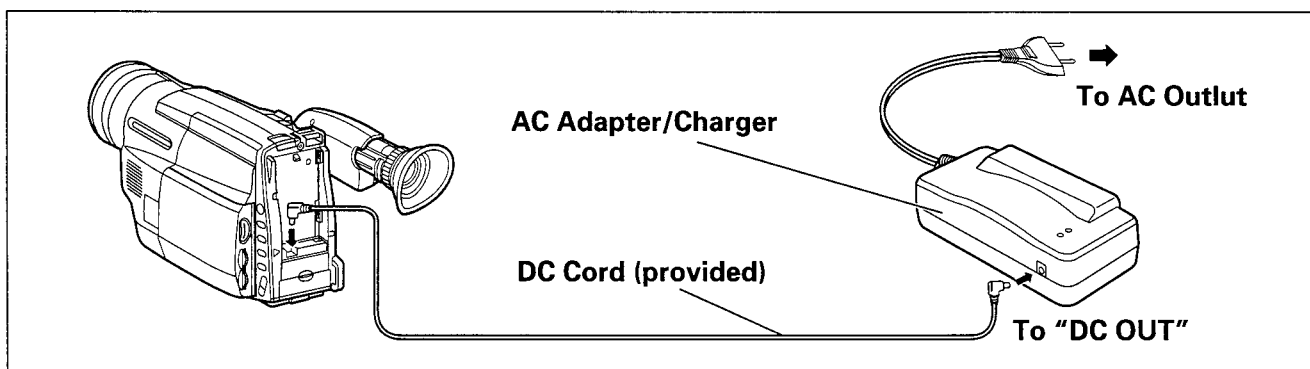 To AC Outlut
AC Adapter/Charger
DC Cord (provided)
To “DC OUT”